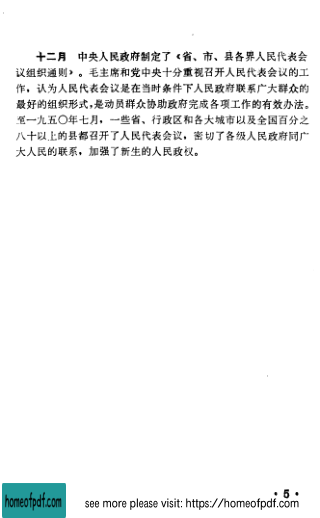 十二月　中央人民政府制定了《省、市、县各界人民代表会
议组织通则》。毛主席和党中央十分重视召开人民代表会议的工
作，认为人民代表会议是在当时条件下人民政府联系广大群众的
最好的组织形式，是动员群众协助政府完成各项工作的有效办法。
至一九五〇年七月，一些省、行政区和各大城市以及全国百分之
八十以上的县都召开了人民代表会议，密切了各级人民政府同广
大人民的联系，加强了新生的人民政权。
· 5 ·
homeofpdf.com
see more please visit: https://homeofpdf.com